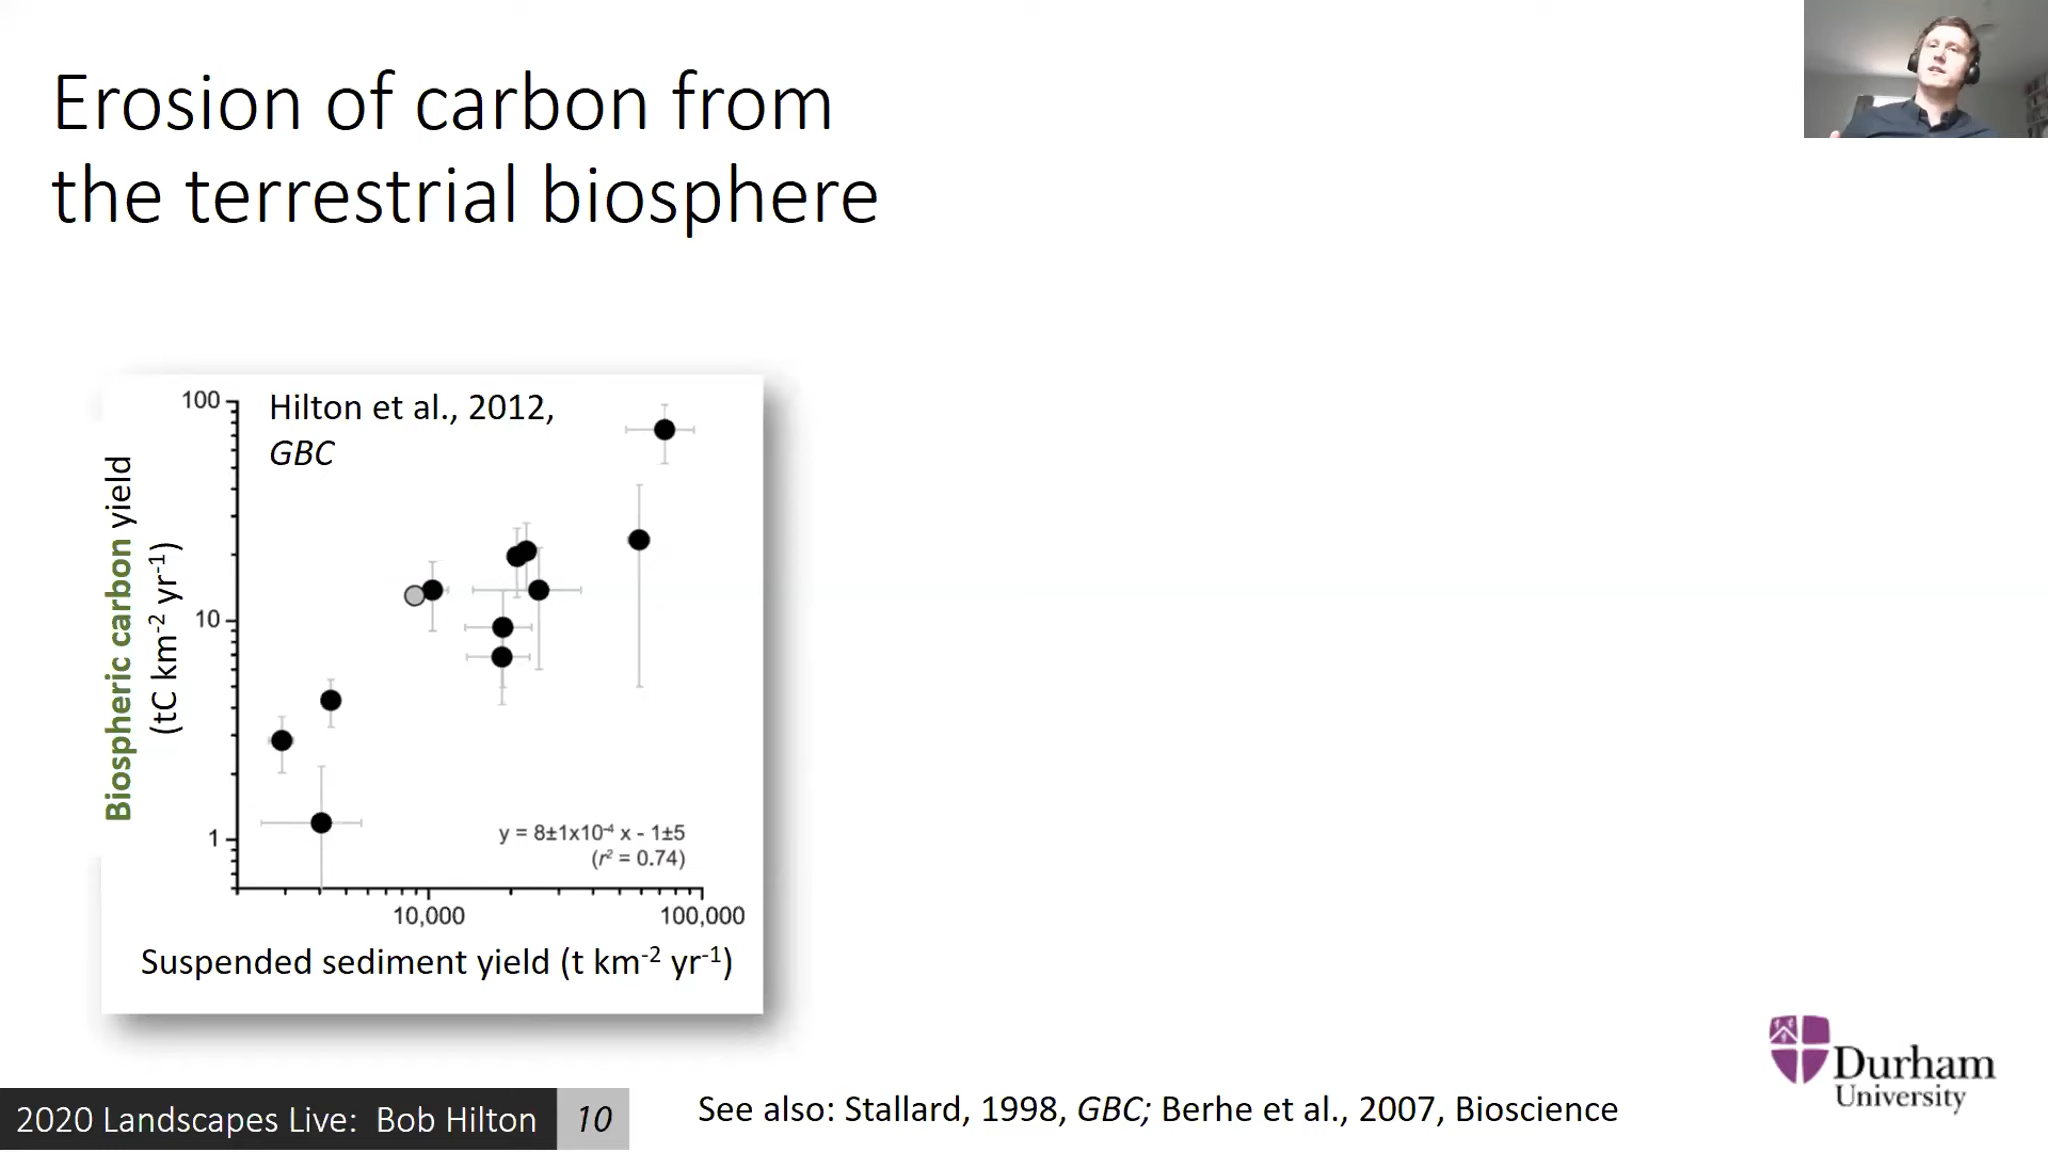 Erosion of carbon from
the terrestrial biosphere
Hilton et al., 2012,
GBC
100
10
1
Biospheric carbon yield
(tC km⁻² yr⁻¹)
y = 8±1x10⁻⁴ x - 1±5
(r² = 0.74)
10,000
100,000
Suspended sediment yield (t km⁻² yr⁻¹)
2020 Landscapes Live: Bob Hilton
10
See also: Stallard, 1998, GBC; Berhe et al., 2007, Bioscience
Durham
University